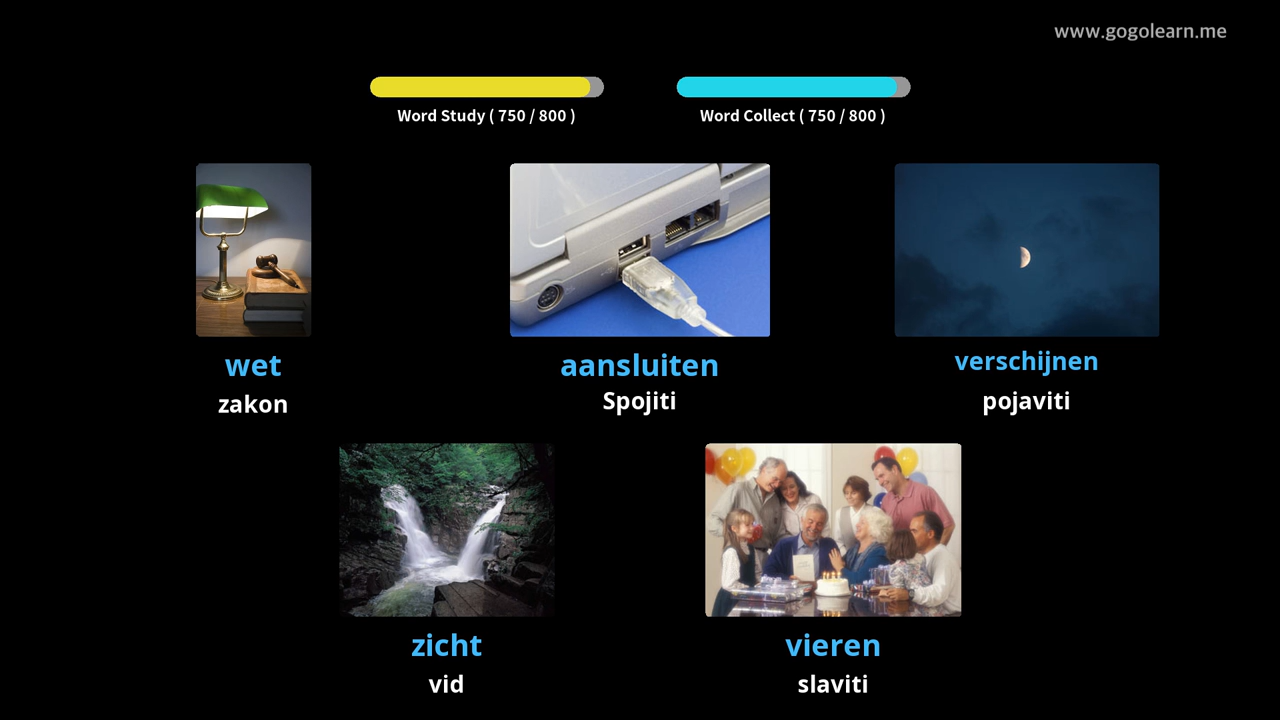 www.gogolearn.me
Word Study ( 750 / 800 )
Word Collect ( 750 / 800 )
wet
zakon
aansluiten
Spojiti
verschijnen
pojaviti
zicht
vid
vieren
slaviti